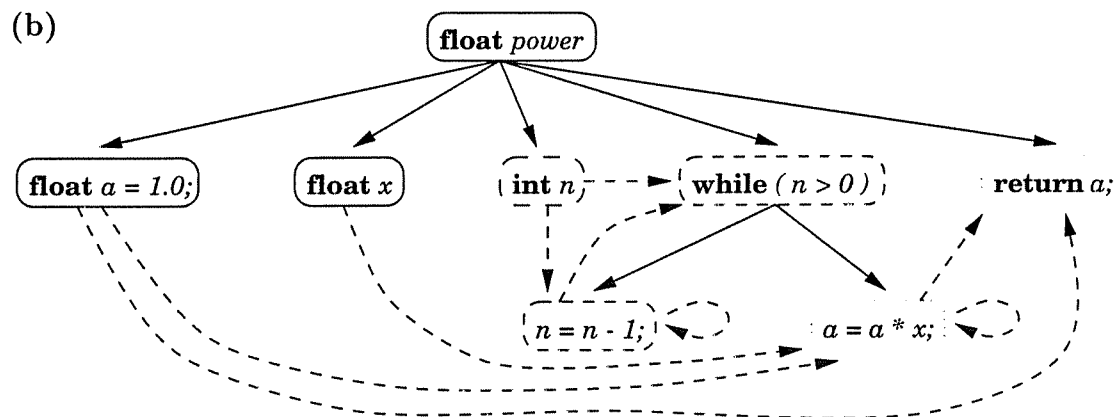 (b)
float power
float a = 1.0;
float x
int n
while ( n > 0 )
return a;
n = n - 1;
a = a * x;